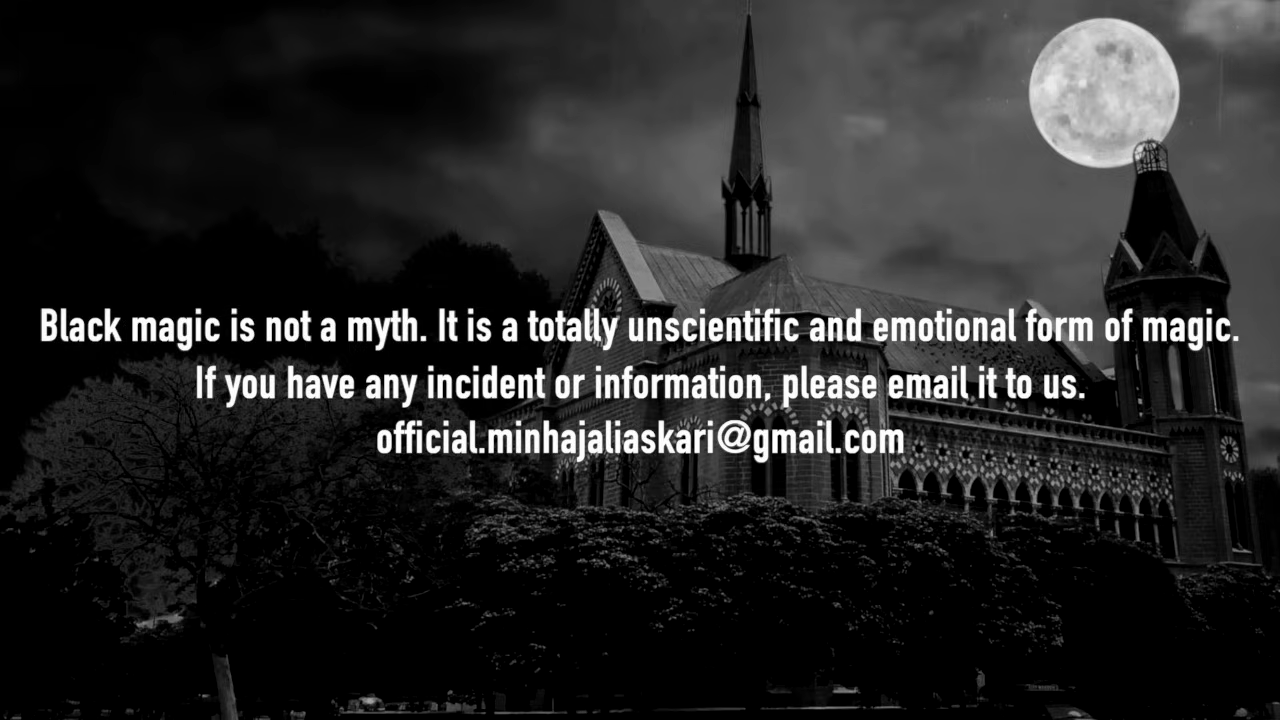 Black magic is not a myth. It is a totally unscientific and emotional form of magic.
If you have any incident or information, please email it to us.
official.minhajaliaskari@gmail.com